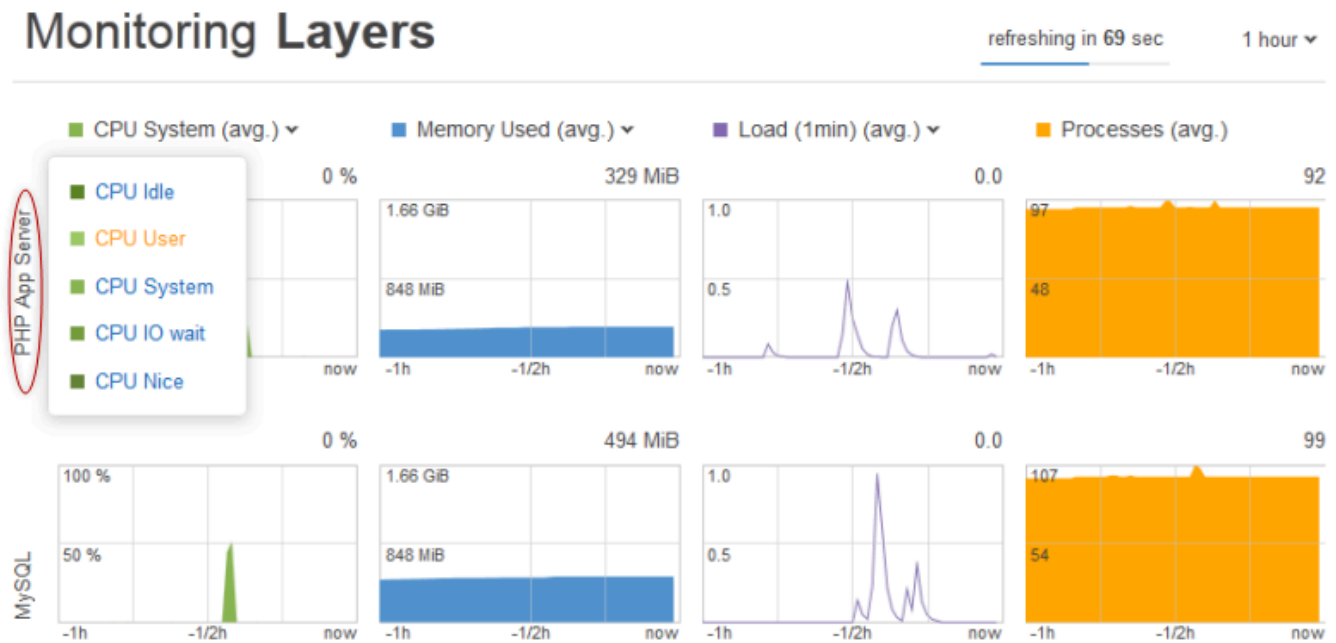 Monitoring Layers
refreshing in 69 sec
1 hour
CPU System (avg.)
Memory Used (avg.)
Load (1min) (avg.)
Processes (avg.)
PHP App Server
CPU Idle
CPU User
CPU System
CPU IO wait
CPU Nice
0 %
now
329 MiB
1.66 GiB
848 MiB
-1h -1/2h now
0.0
1.0
0.5
-1h -1/2h now
92
97
48
-1h -1/2h now
MySQL
0 %
100 %
50 %
-1h -1/2h now
494 MiB
1.66 GiB
848 MiB
-1h -1/2h now
0.0
1.0
0.5
-1h -1/2h now
99
107
54
-1h -1/2h now